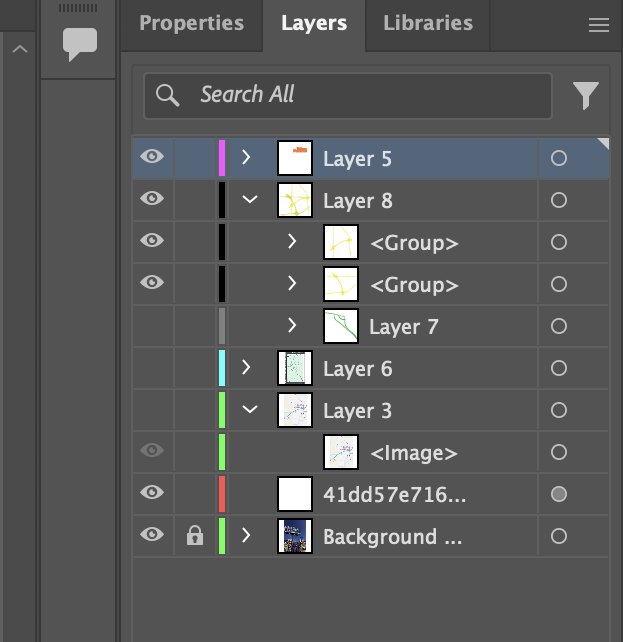 Properties Layers Libraries
Search All
Layer 5
Layer 8
<Group>
<Group>
Layer 7
Layer 6
Layer 3
<Image>
41dd57e716...
Background ...